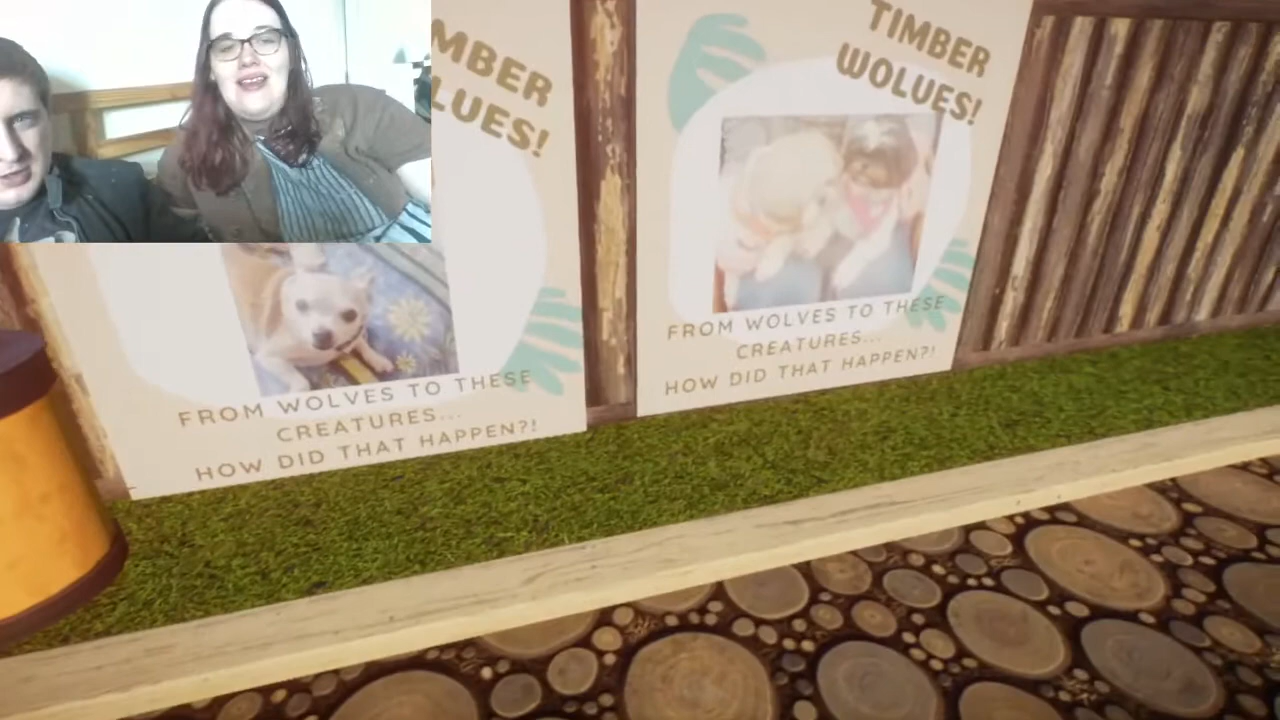 MBER
LUES!
FROM WOLVES TO THESE
CREATURES...
HOW DID THAT HAPPEN?!
TIMBER
WOLUES!
FROM WOLVES TO THESE
CREATURES...
HOW DID THAT HAPPEN?!